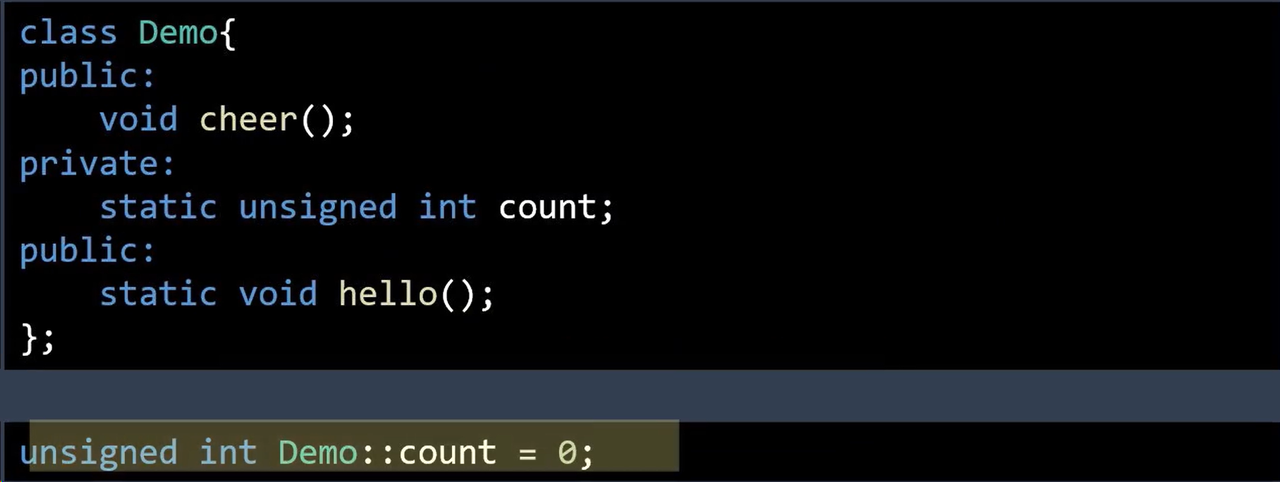 class Demo{
public:
    void cheer();
private:
    static unsigned int count;
public:
    static void hello();
};
unsigned int Demo::count = 0;